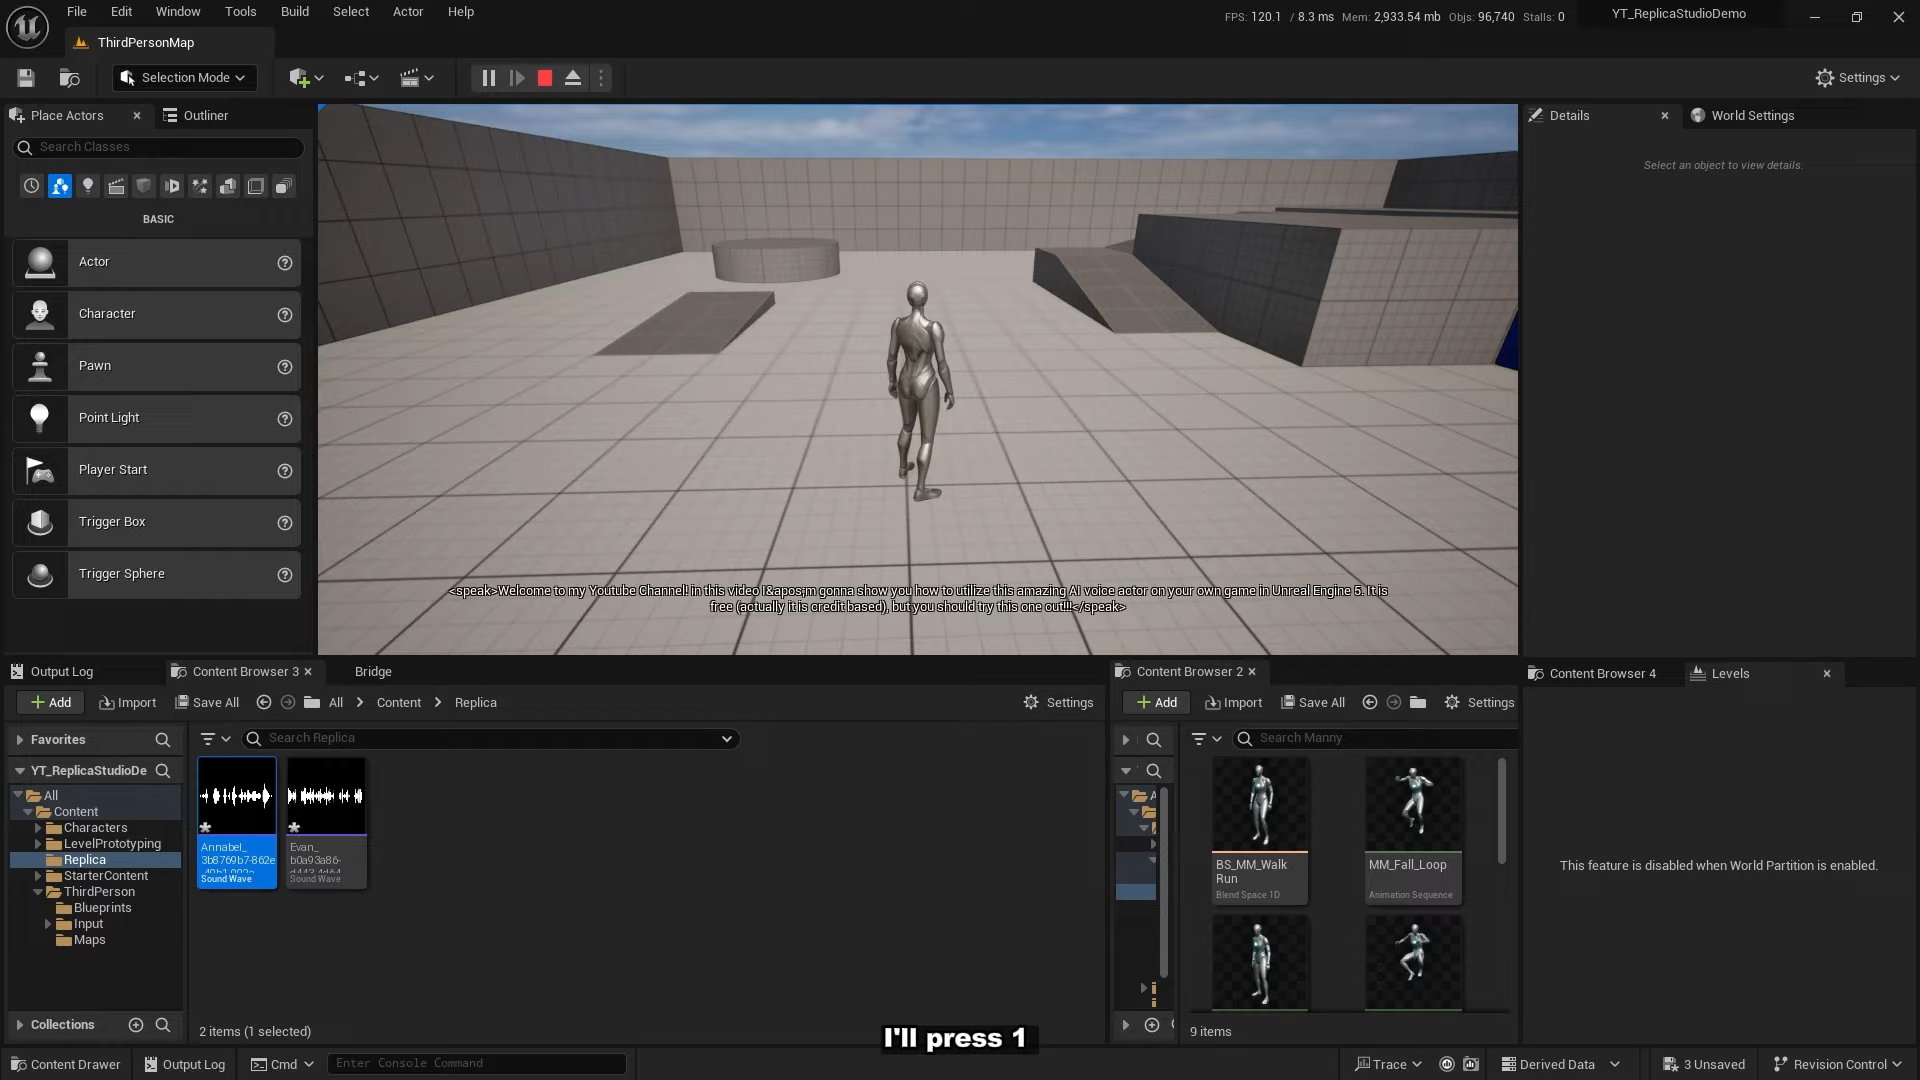 File Edit Window Tools Build Select Actor Help
FPS: 120.1 / 8.3 ms Mem: 2,933.54 mb Objs: 96,740 Stalls: 0
YT_ReplicaStudioDemo
ThirdPersonMap
Selection Mode
Settings
Place Actors
Outliner
Search Classes
BASIC
Actor
Character
Pawn
Point Light
Player Start
Trigger Box
Trigger Sphere
<speak>Welcome to my Youtube Channel! in this video I&apos;m gonna show you how to utilize this amazing AI voice actor on your own game in Unreal Engine 5. It is
free (actually it is credit based), but you should try this one out!!!</speak>
Details
World Settings
Select an object to view details.
Output Log
Content Browser 3
Bridge
Add Import Save All All > Content > Replica Settings
Favorites
Search Replica
YT_ReplicaStudioDe
All
Content
Characters
LevelPrototyping
Replica
StarterContent
ThirdPerson
Blueprints
Input
Maps
Collections
Annabel_
3b8769b7-862e
Sound Wave
Evan_
b0a93a86-
Sound Wave
2 items (1 selected)
Content Browser 2
Add Import Save All Settings
Search Manny
BS_MM_Walk
Run
Blend Space 1D
MM_Fall_Loop
Animation Sequence
9 items
Content Browser 4
Levels
This feature is disabled when World Partition is enabled.
I'll press 1
Content Drawer
Output Log
Cmd
Enter Console Command
Trace
Derived Data
3 Unsaved
Revision Control